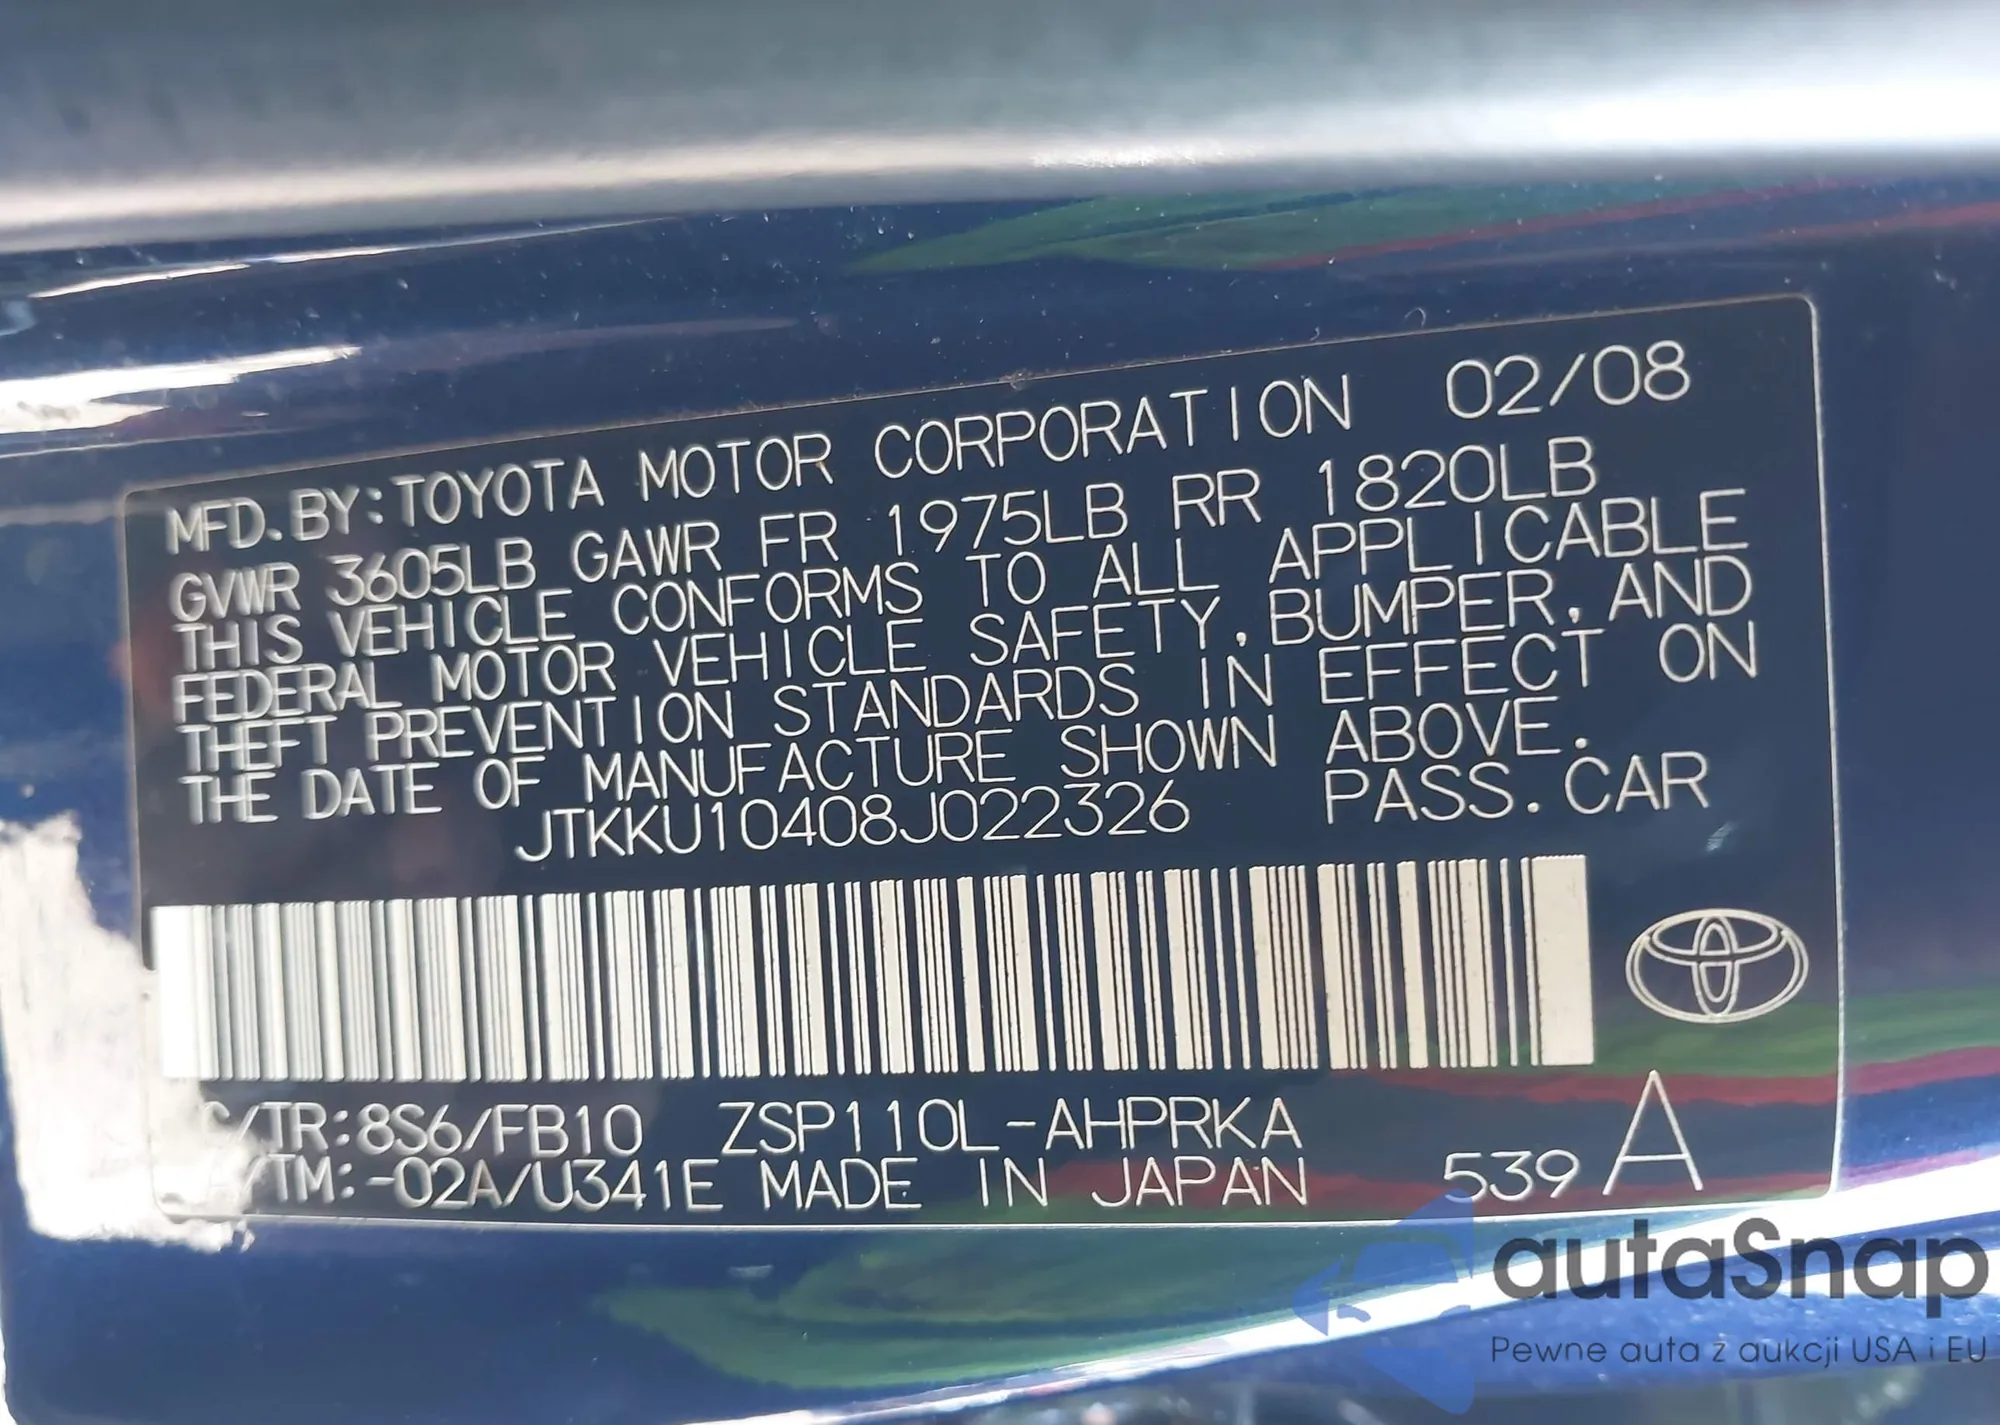 MFD. BY: TOYOTA MOTOR CORPORATION 02/08
GVWR 3605LB GAWR FR 1975LB RR 1820LB
THIS VEHICLE CONFORMS TO ALL APPLICABLE
FEDERAL MOTOR VEHICLE SAFETY, BUMPER, AND
THEFT PREVENTION STANDARDS IN EFFECT ON
THE DATE OF MANUFACTURE SHOWN ABOVE.
JTKKU10408J022326 PASS. CAR
/TR:8S6/FB10 ZSP110L-AHPRKA
/TM:-02A/U341E MADE IN JAPAN 539 A
autaSnap
Pewne auta z aukcji USA i EU